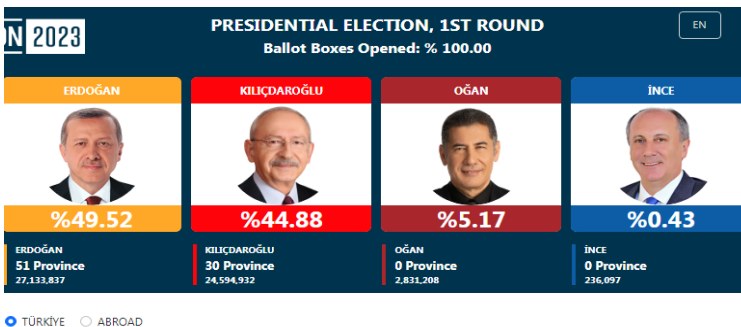 ON 2023
PRESIDENTIAL ELECTION, 1ST ROUND
EN
Ballot Boxes Opened: % 100.00
ERDOĞAN
KILIÇDAROĞLU
OĞAN
İNCE
%49.52
%44.88
%5.17
%0.43
ERDOĞAN
51 Province
27,133,837
KILIÇDAROĞLU
30 Province
24,594,932
OĞAN
0 Province
2,831,208
İNCE
0 Province
236,097
TÜRKİYE
ABROAD